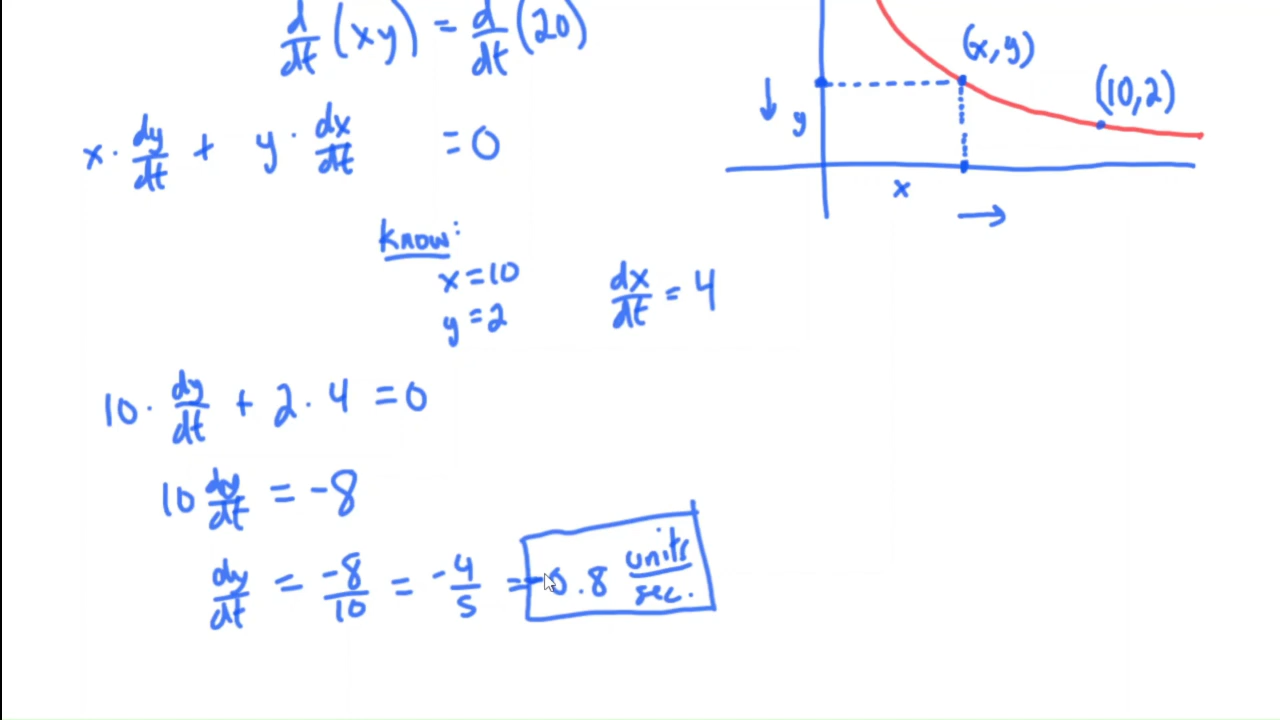 d/dt (xy) = d/dt (20)
x · dy/dt + y · dx/dt = 0
know:
x = 10
y = 2
dx/dt = 4
10 · dy/dt + 2 · 4 = 0
10 dy/dt = -8
dy/dt = -8/10 = -4/5 = -0.8 units/sec.
(x, y)
(10, 2)
↓ y
x
→